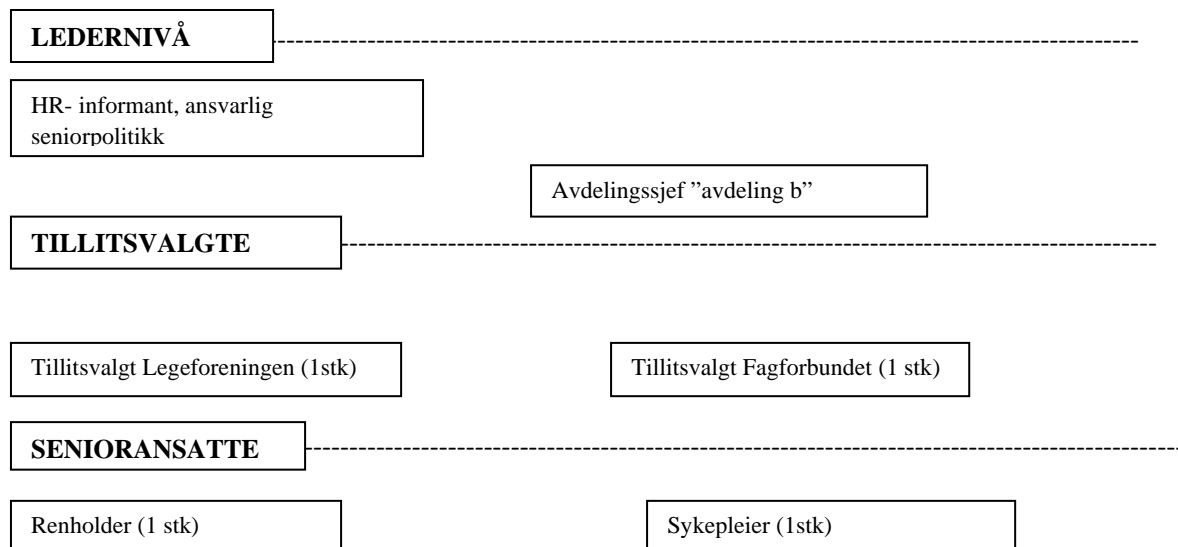 LEDERNIVÅ
HR- informant, ansvarlig
seniorpolitikk
Avdelingssjef ”avdeling b”
TILLITSVALGTE
Tillitsvalgt Legeforeningen (1stk)
Tillitsvalgt Fagforbundet (1 stk)
SENIORANSATTE
Renholder (1 stk)
Sykepleier (1stk)